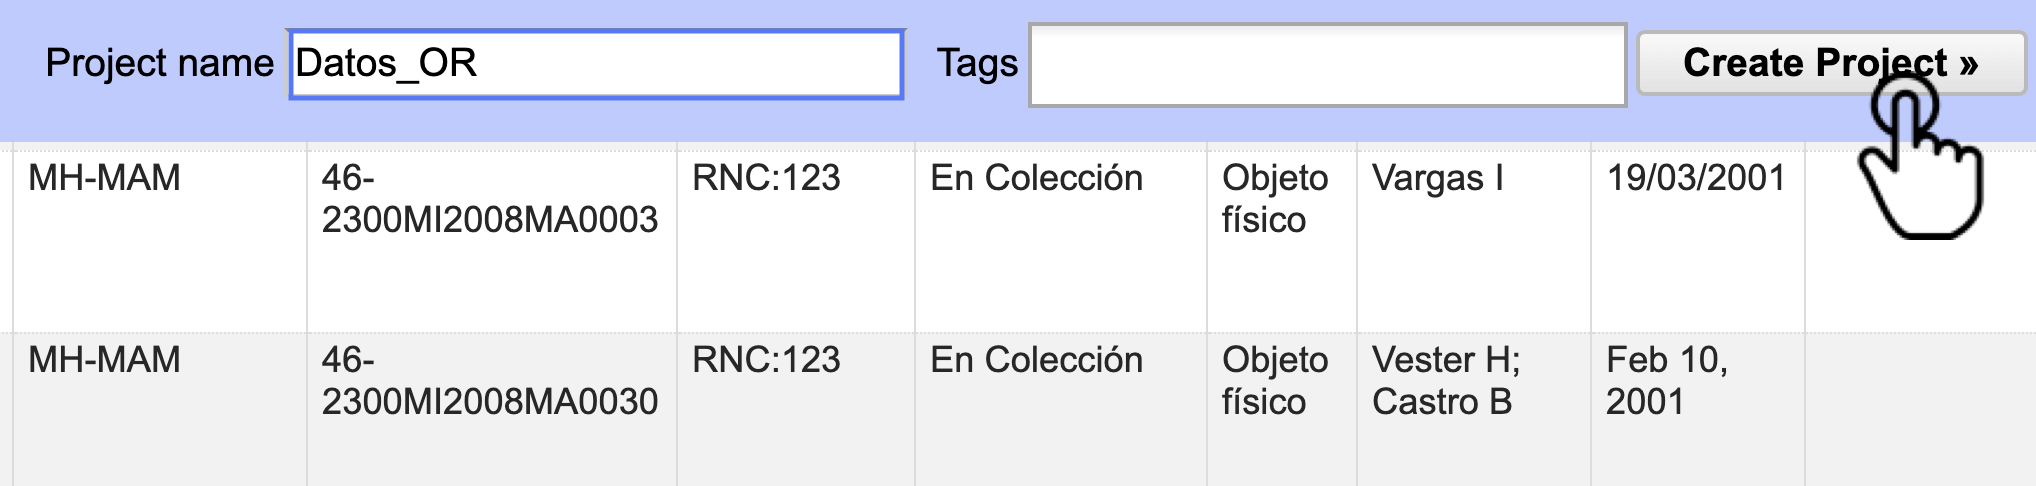 Project name Datos_OR Tags Create Project »
MH-MAM 46- RNC:123 En Colección Objeto Vargas I 19/03/2001
2300MI2008MA0003 físico
MH-MAM 46- RNC:123 En Colección Objeto Vester H; Feb 10,
2300MI2008MA0030 físico Castro B 2001